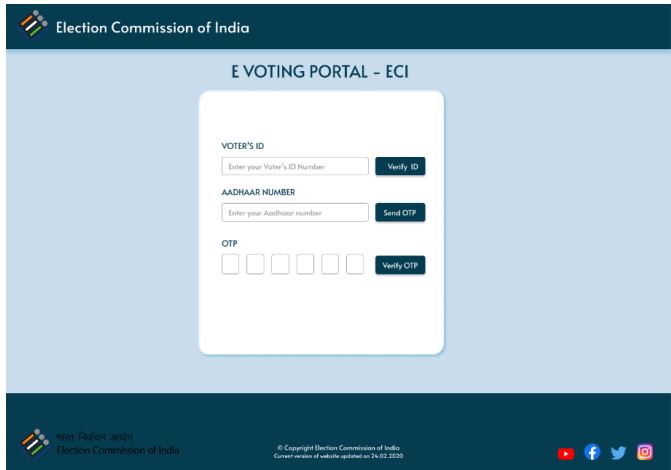 Election Commission of India
E VOTING PORTAL - ECI
VOTER'S ID
Enter your Voter's ID Number
Verify ID
AADHAAR NUMBER
Enter your Aadhaar number
Send OTP
OTP
Verify OTP
भारत निर्वाचन आयोग
Election Commission of India
© Copyright Election Commission of India
Current version of website updated on 24.02.2020